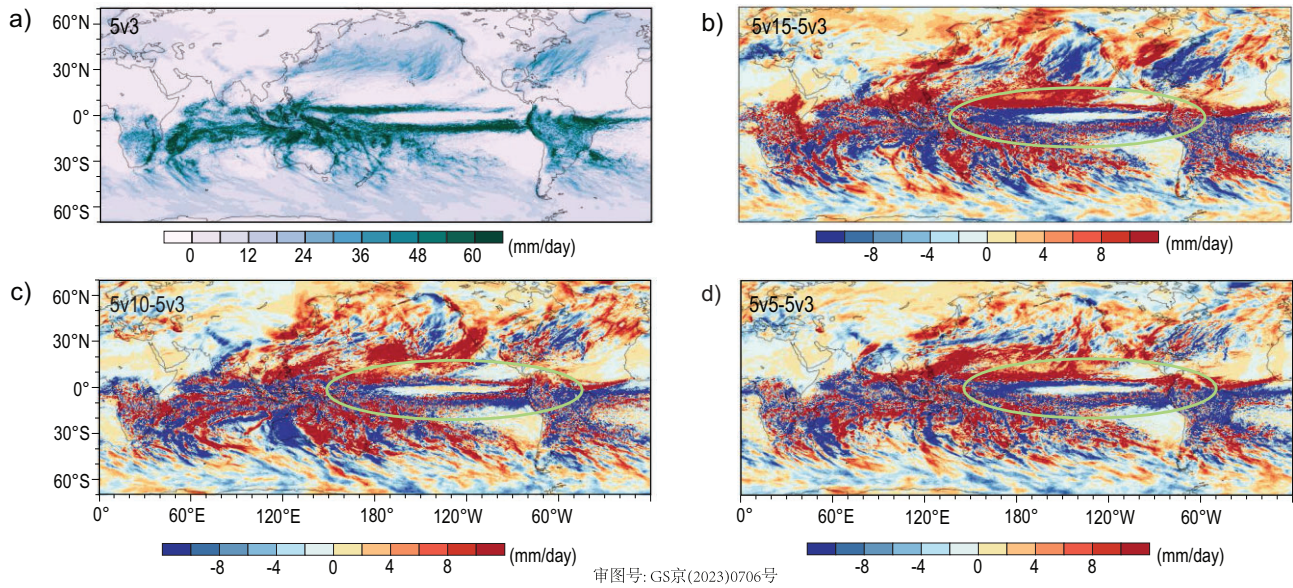 a)
5v3
60°N
30°N
0°
30°S
60°S
0 12 24 36 48 60 (mm/day)
b)
5v15-5v3
-8 -4 0 4 8 (mm/day)
c)
5v10-5v3
60°N
30°N
0°
30°S
60°S
0° 60°E 120°E 180° 120°W 60°W
-8 -4 0 4 8 (mm/day)
d)
5v5-5v3
0° 60°E 120°E 180° 120°W 60°W
-8 -4 0 4 8 (mm/day)
审图号: GS京(2023)0706号